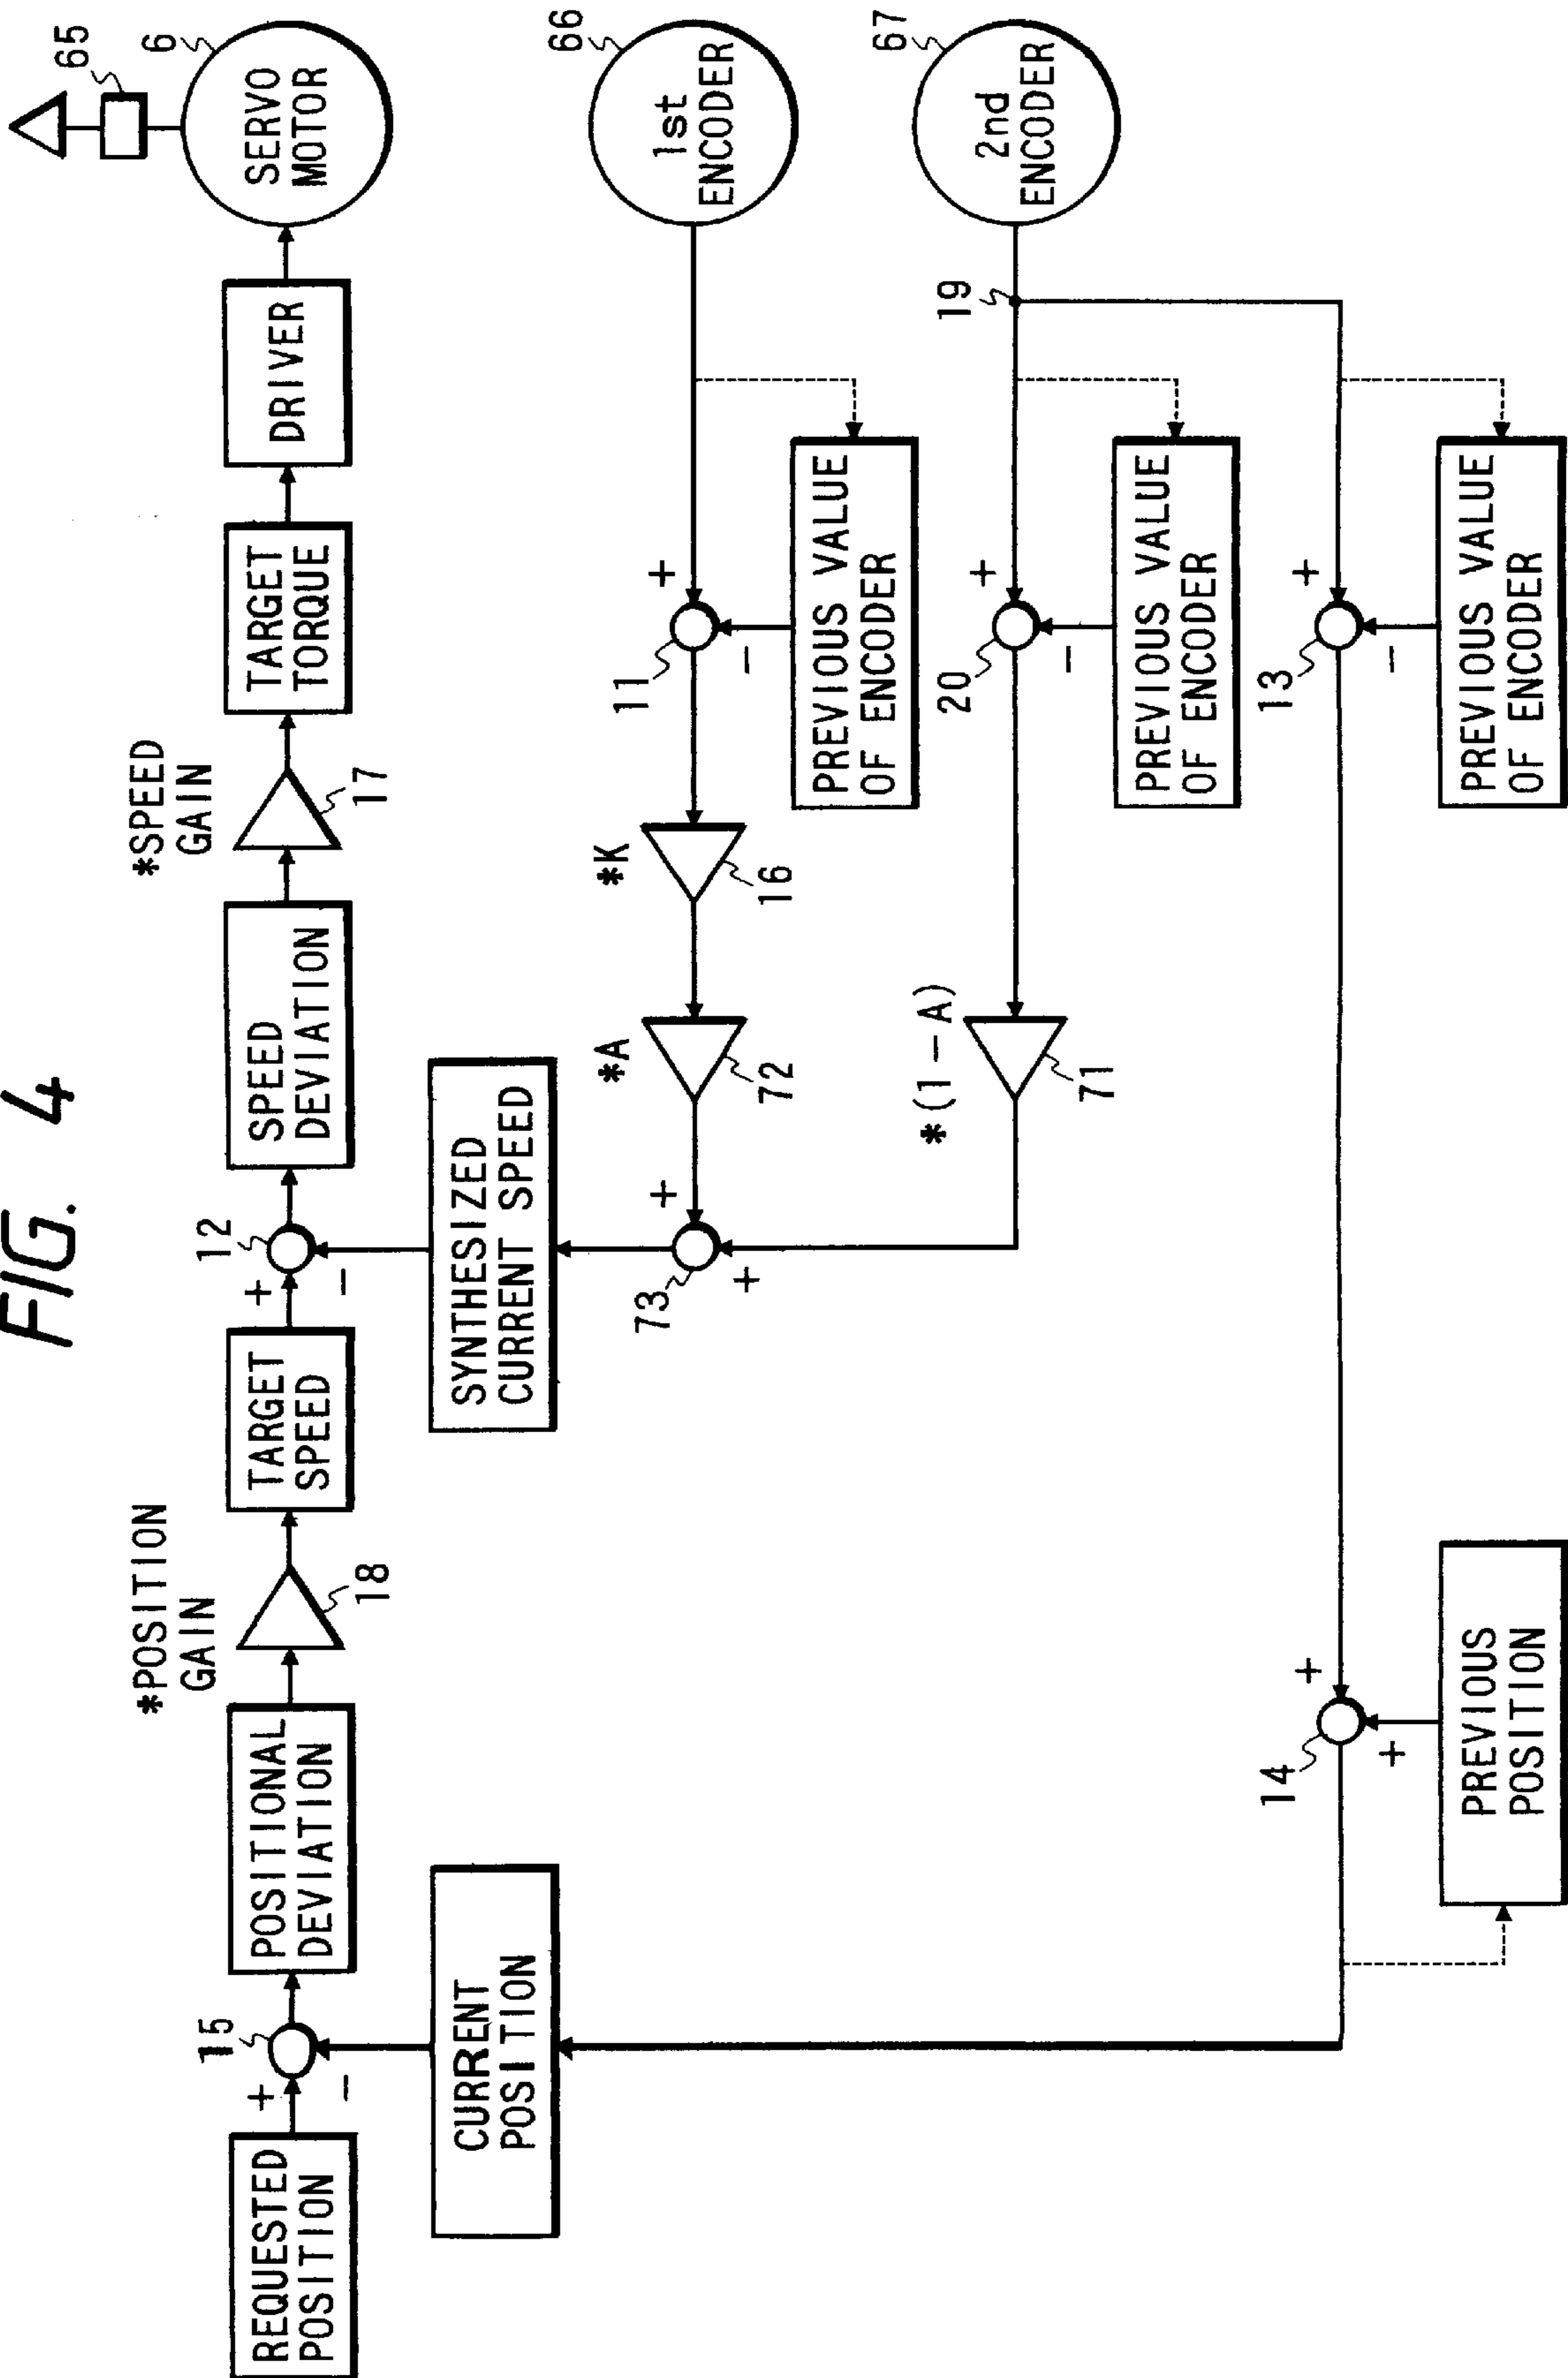 FIG. 4
REQUESTED
POSITION
+
−
15
POSITIONAL
DEVIATION
*POSITION
GAIN
18
TARGET
SPEED
+
−
12
SPEED
DEVIATION
*SPEED
GAIN
17
TARGET
TORQUE
DRIVER
SERVO
MOTOR
6
65
CURRENT
POSITION
SYNTHESIZED
CURRENT SPEED
73
+
+
*A
72
*K
16
11
+
−
PREVIOUS VALUE
OF ENCODER
1st
ENCODER
66
*(1-A)
71
20
+
−
PREVIOUS VALUE
OF ENCODER
19
2nd
ENCODER
67
14
+
+
PREVIOUS
POSITION
13
+
−
PREVIOUS VALUE
OF ENCODER